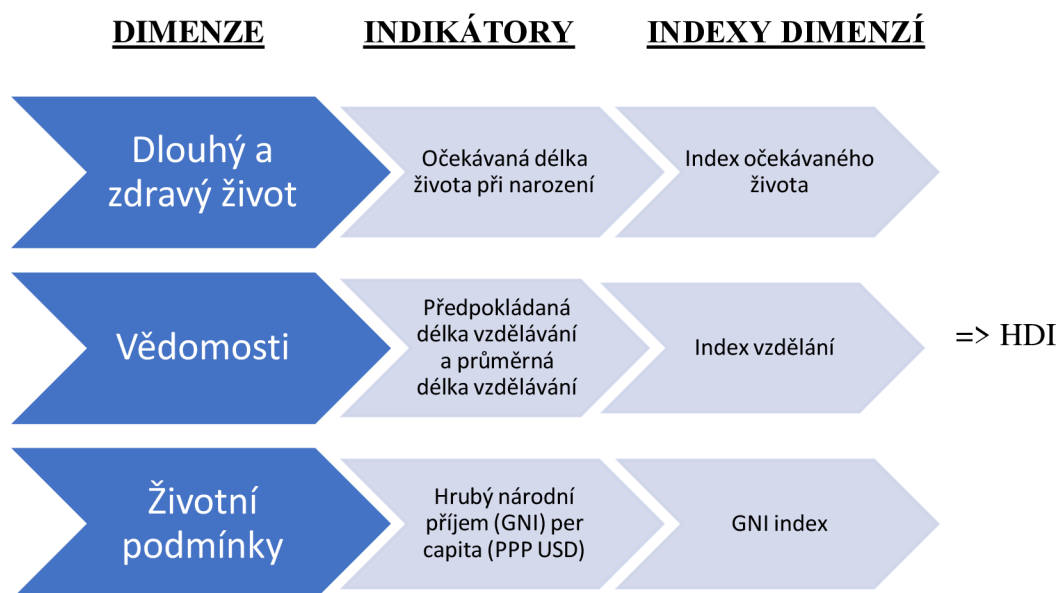 DIMENZE
INDIKÁTORY
INDEXY DIMENZÍ
Dlouhý a
zdravý život
Očekávaná délka
života při narození
Index očekávaného
života
Vědomosti
Předpokládaná
délka vzdělávání
a průměrná
délka vzdělávání
Index vzdělání
=> HDI
Životní
podmínky
Hrubý národní
příjem (GNI) per
capita (PPP USD)
GNI index